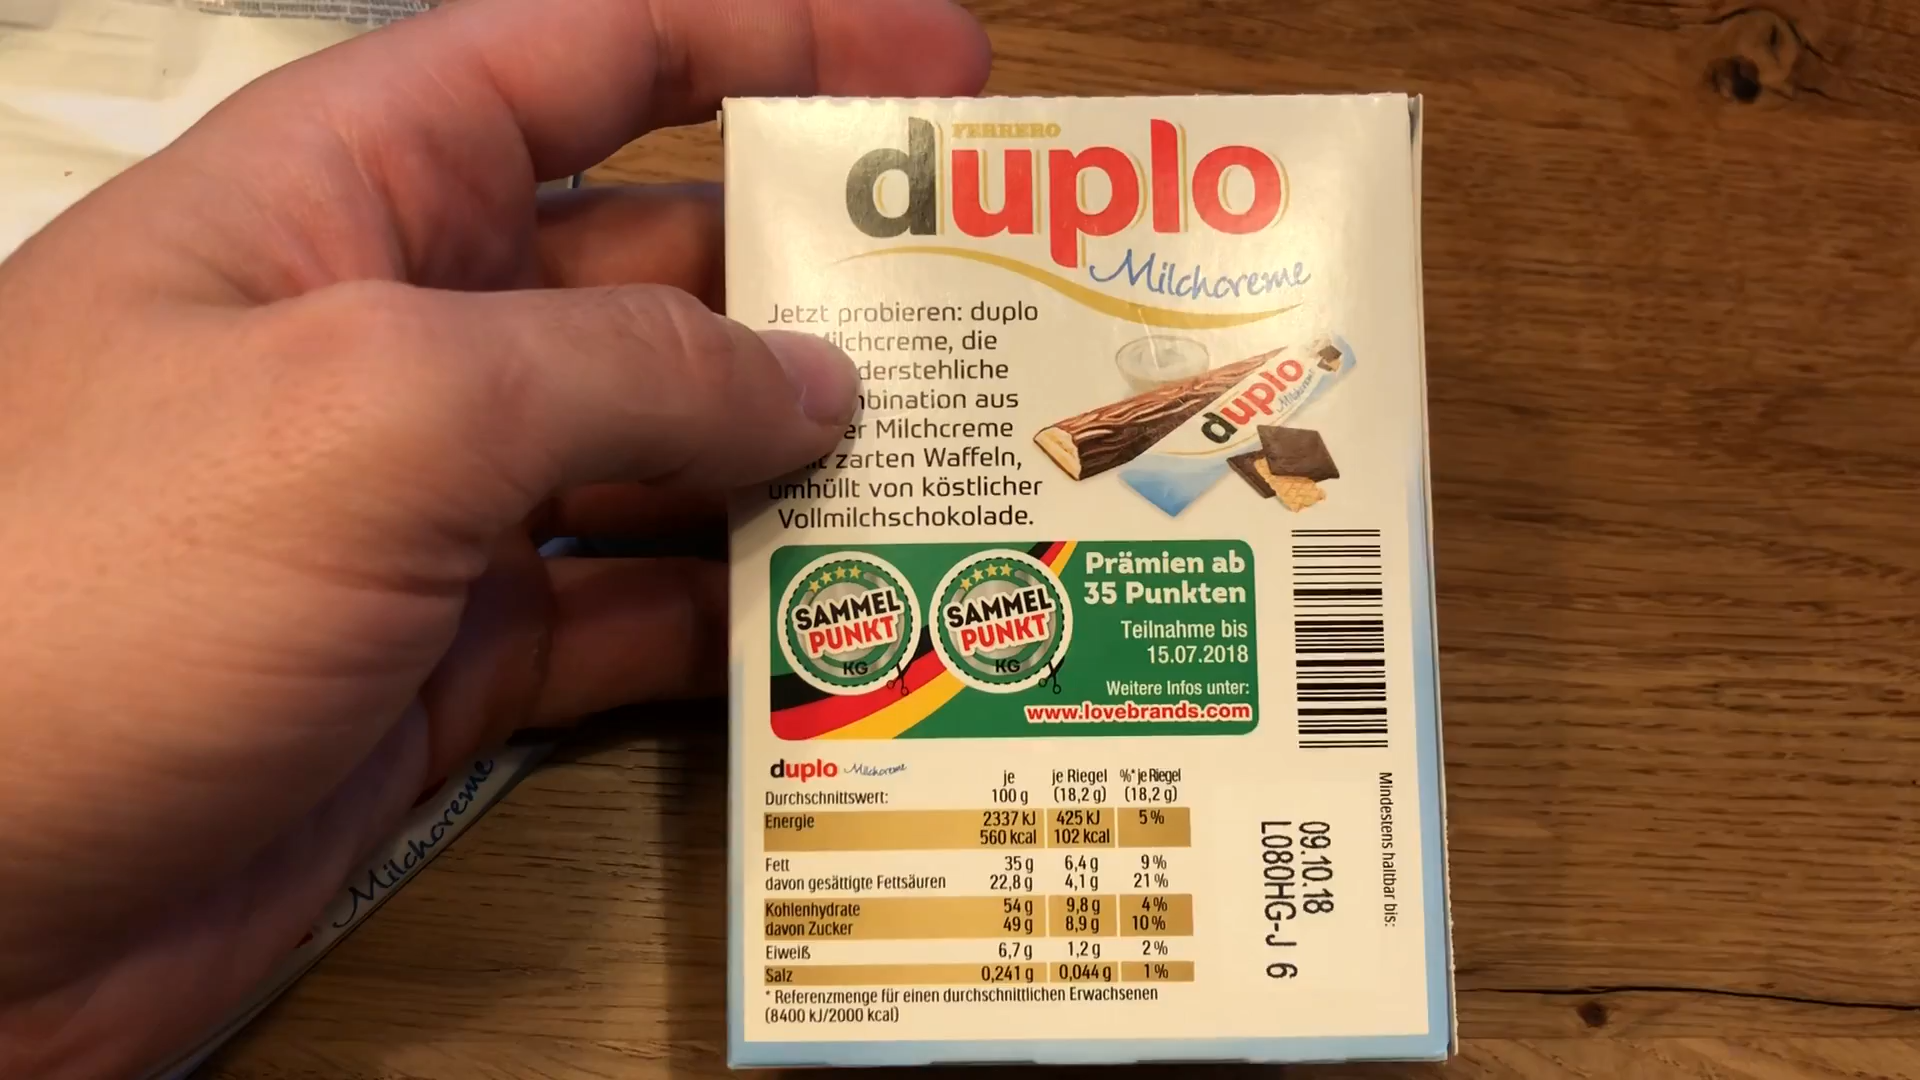 FERRERO
duplo
Milchcreme
Jetzt probieren: duplo
Milchcreme, die
derstehliche
bination aus
er Milchcreme
zarten Waffeln,
umhüllt von köstlicher
Vollmilchschokolade.
duplo
Milchcreme
SAMMEL
PUNKT
KG
SAMMEL
PUNKT
KG
Prämien ab
35 Punkten
Teilnahme bis
15.07.2018
Weitere Infos unter:
www.lovebrands.com
duplo Milchcreme
Durchschnittswert: je 100 g je Riegel (18,2 g) %* je Riegel (18,2 g)
Energie 2337 kJ 425 kJ 5 %
560 kcal 102 kcal
Fett 35 g 6,4 g 9 %
davon gesättigte Fettsäuren 22,8 g 4,1 g 21 %
Kohlenhydrate 54 g 9,8 g 4 %
davon Zucker 49 g 8,9 g 10 %
Eiweiß 6,7 g 1,2 g 2 %
Salz 0,241 g 0,044 g 1 %
* Referenzmenge für einen durchschnittlichen Erwachsenen
(8400 kJ/2000 kcal)
Mindestens haltbar bis:
09.10.18
L080HG-J 6
Milchcreme